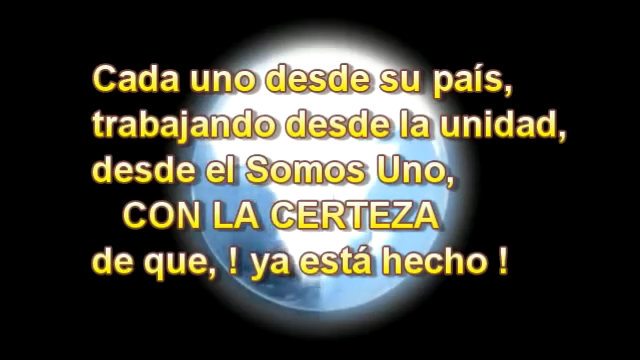 Cada uno desde su país,
trabajando desde la unidad,
desde el Somos Uno,
CON LA CERTEZA
de que, ! ya está hecho !